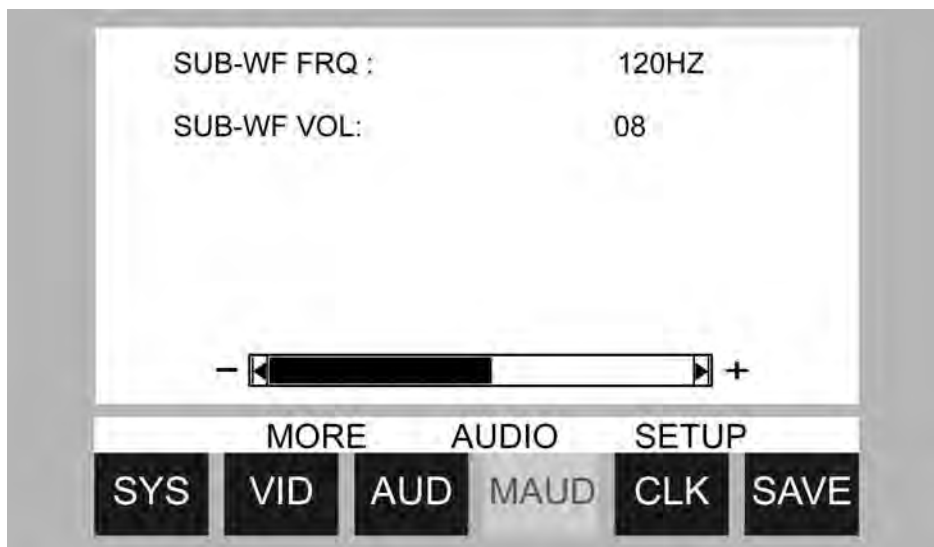 SUB-WF FRQ : 120HZ
SUB-WF VOL: 08
- +
MORE AUDIO SETUP
SYS VID AUD MAUD CLK SAVE